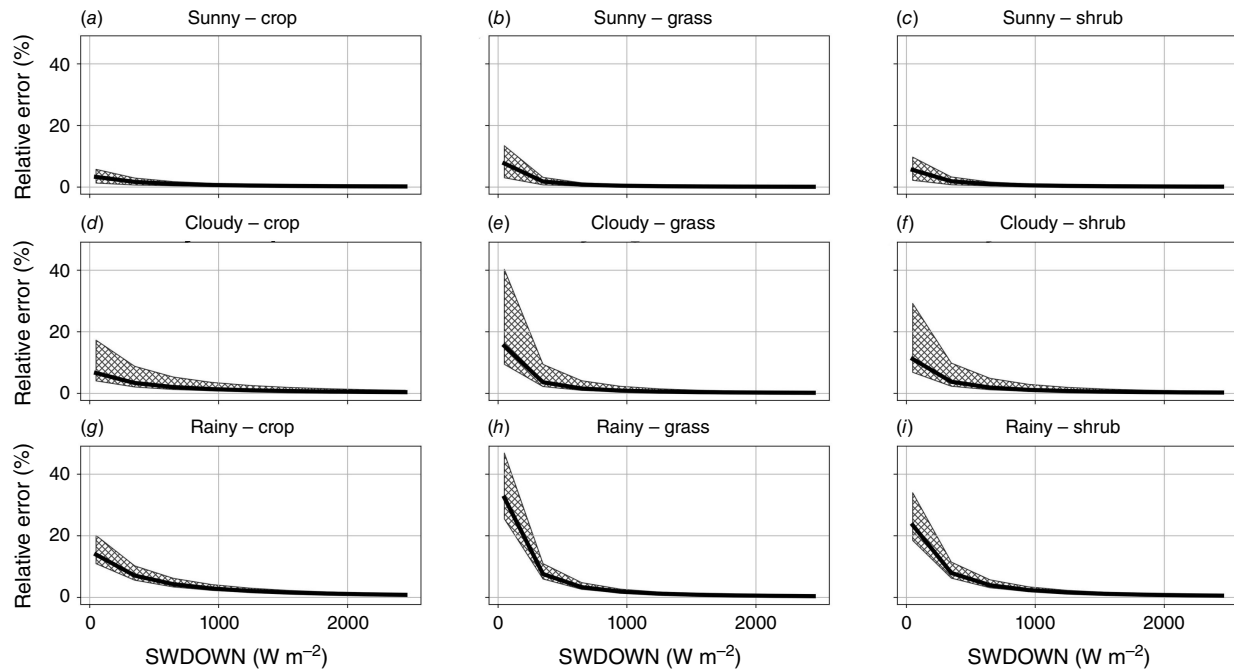 (a) Sunny – crop
(b) Sunny – grass
(c) Sunny – shrub
Relative error (%)
40
20
0
(d) Cloudy – crop
(e) Cloudy – grass
(f) Cloudy – shrub
Relative error (%)
40
20
0
(g) Rainy – crop
(h) Rainy – grass
(i) Rainy – shrub
Relative error (%)
40
20
0
0 1000 2000
0 1000 2000
0 1000 2000
SWDOWN (W m⁻²)
SWDOWN (W m⁻²)
SWDOWN (W m⁻²)